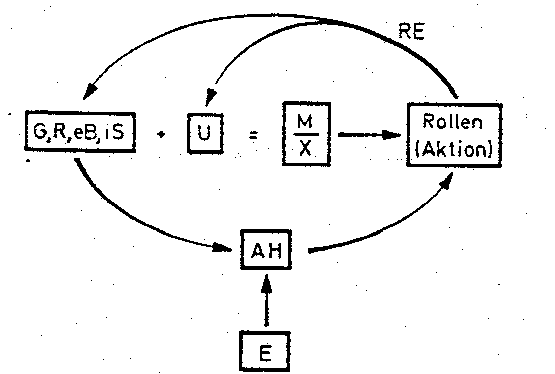 RE
G,R,eB,iS + U = M
X
Rollen
(Aktion)
AH
E